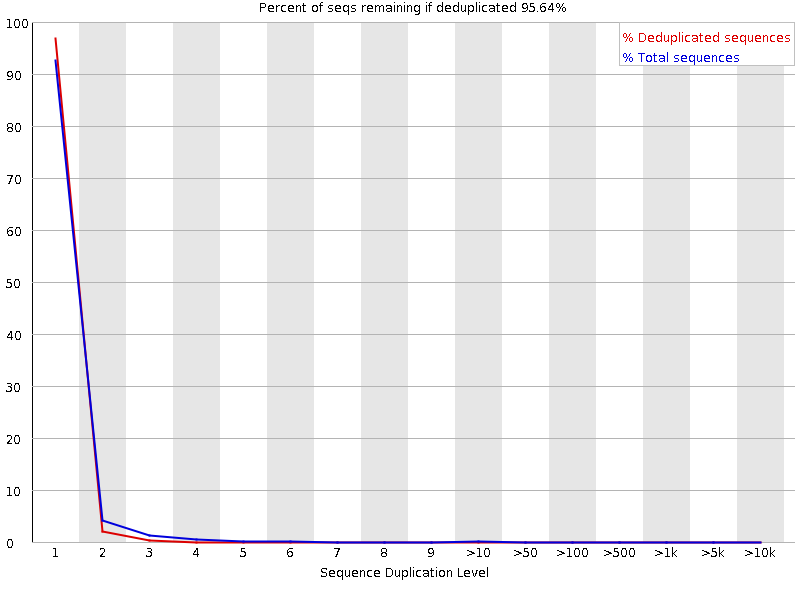 Percent of seqs remaining if deduplicated 95.64%
% Deduplicated sequences
% Total sequences
100
90
80
70
60
50
40
30
20
10
0
1 2 3 4 5 6 7 8 9 >10 >50 >100 >500 >1k >5k >10k
Sequence Duplication Level